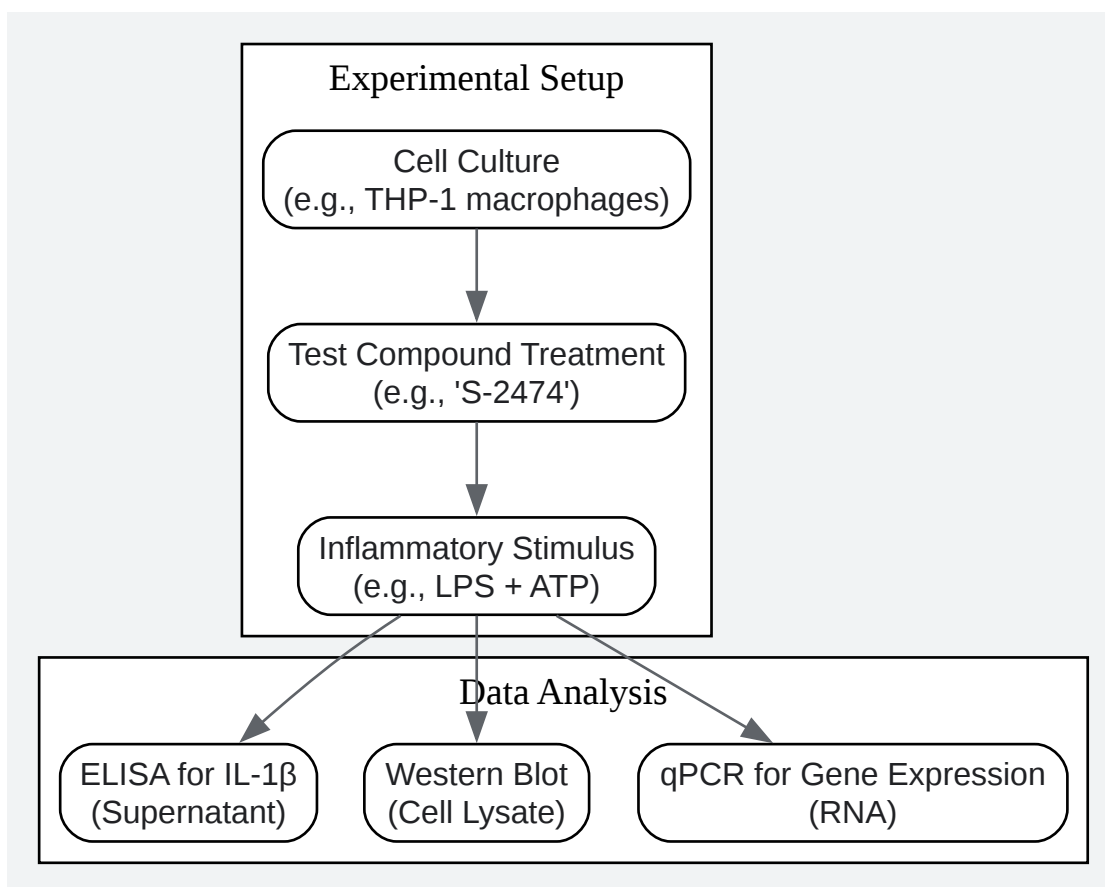 Experimental Setup
Cell Culture
(e.g., THP-1 macrophages)
Test Compound Treatment
(e.g., 'S-2474')
Inflammatory Stimulus
(e.g., LPS + ATP)
Data Analysis
ELISA for IL-1β
(Supernatant)
Western Blot
(Cell Lysate)
qPCR for Gene Expression
(RNA)